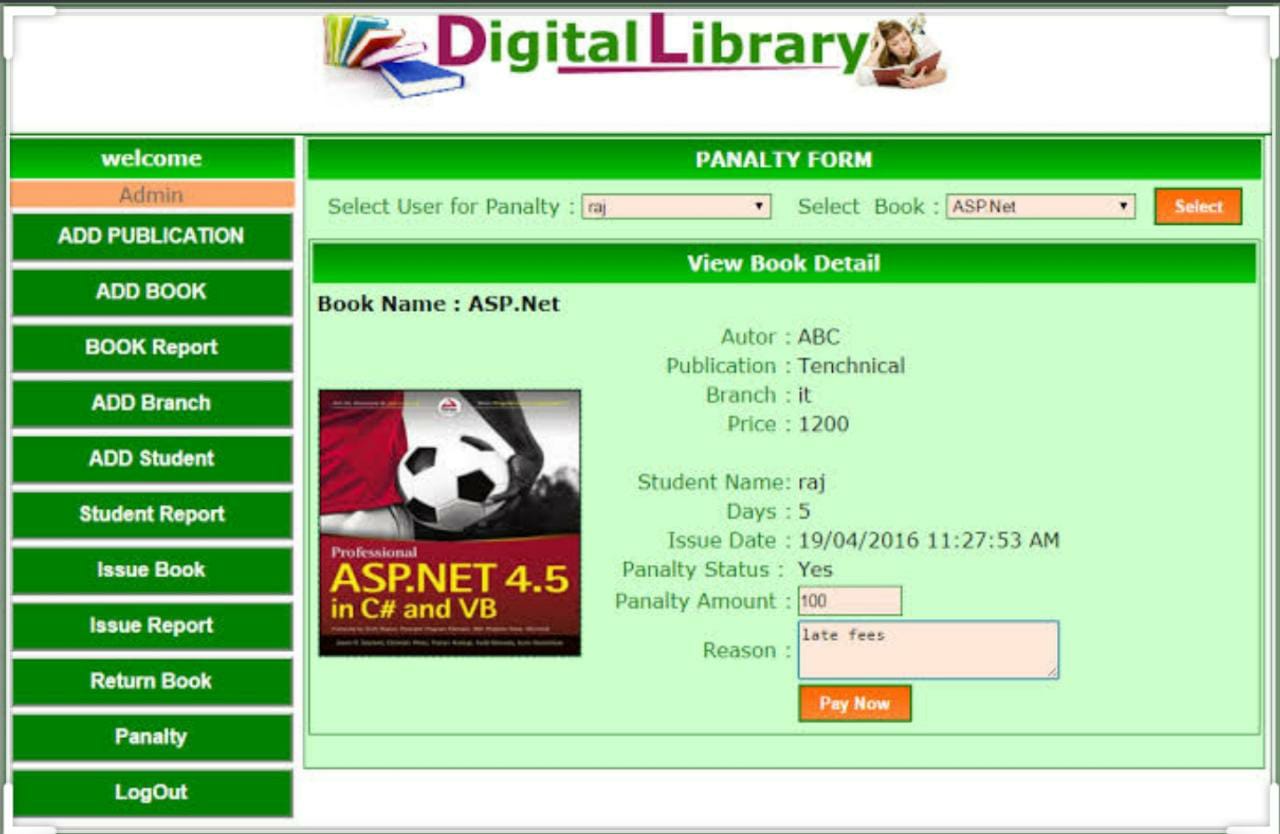 Digital Library
welcome
Admin
ADD PUBLICATION
ADD BOOK
BOOK Report
ADD Branch
ADD Student
Student Report
Issue Book
Issue Report
Return Book
Panalty
LogOut
PANALTY FORM
Select User for Panalty : raj Select Book : ASP.Net Select
View Book Detail
Book Name : ASP.Net
Autor : ABC
Publication : Tenchnical
Branch : it
Price : 1200
Student Name: raj
Days : 5
Issue Date : 19/04/2016 11:27:53 AM
Panalty Status : Yes
Panalty Amount : 100
Reason : late fees
Pay Now
Professional
ASP.NET 4.5
in C# and VB